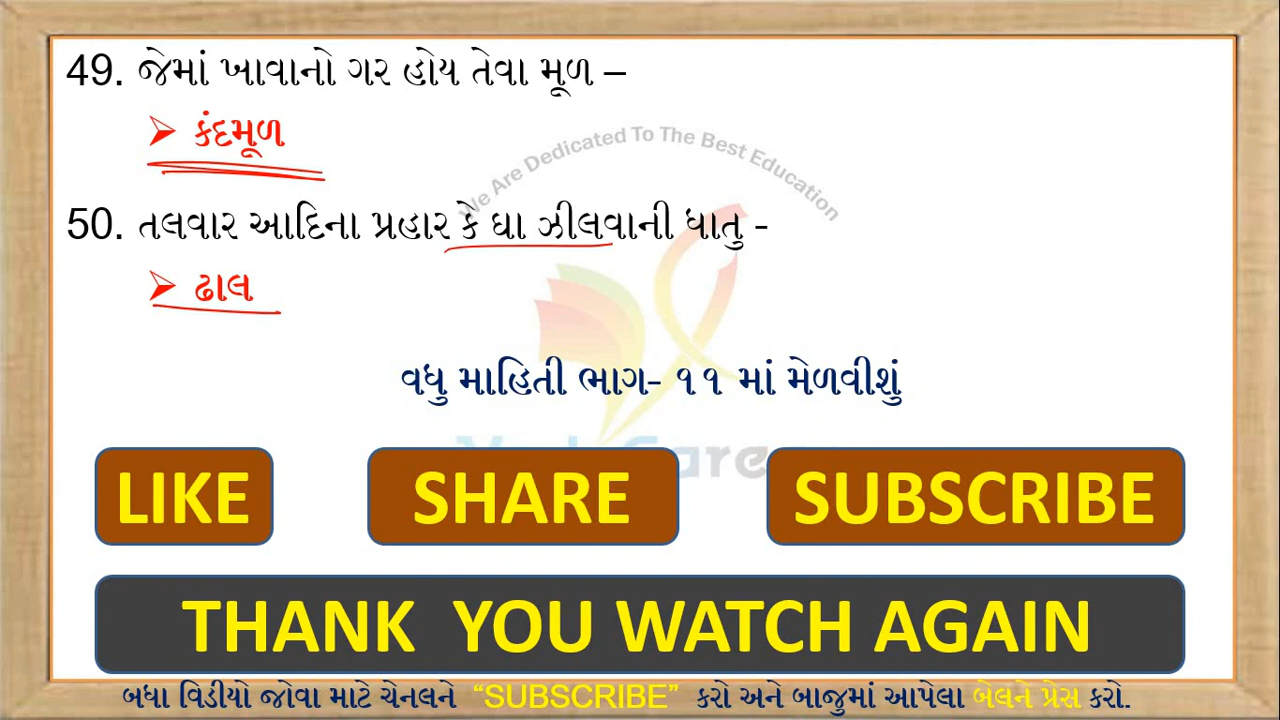 49. જેમાં ખાવાનો ગર હોય તેવા મૂળ –
➢ કંદમૂળ
We Are Dedicated To The Best Education
50. તલવાર આદિના પ્રહાર કે ઘા ઝીલવાની ધાતુ -
➢ ઢાલ
વધુ માહિતી ભાગ- ૧૧ માં મેળવીશું
LIKE
SHARE
SUBSCRIBE
THANK YOU WATCH AGAIN
બધા વિડીયો જોવા માટે ચેનલને “SUBSCRIBE” કરો અને બાજુમાં આપેલા બેલને પ્રેસ કરો.